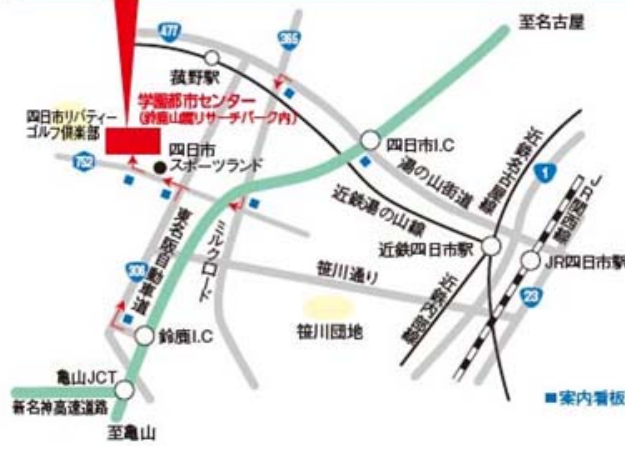 477
365
至名古屋
菰野駅
学園都市センター
(鈴鹿山麓リサーチパーク内)
四日市リバティー
ゴルフ倶楽部
四日市
スポーツランド
752
四日市I.C
湯の山街道
近鉄名古屋線
1
JR関西線
近鉄湯の山線
近鉄四日市駅
JR四日市駅
東名阪自動車道
ミルクロード
笹川通り
近鉄内部線
23
306
笹川団地
鈴鹿I.C
亀山JCT
新名神高速道路
至亀山
■案内看板